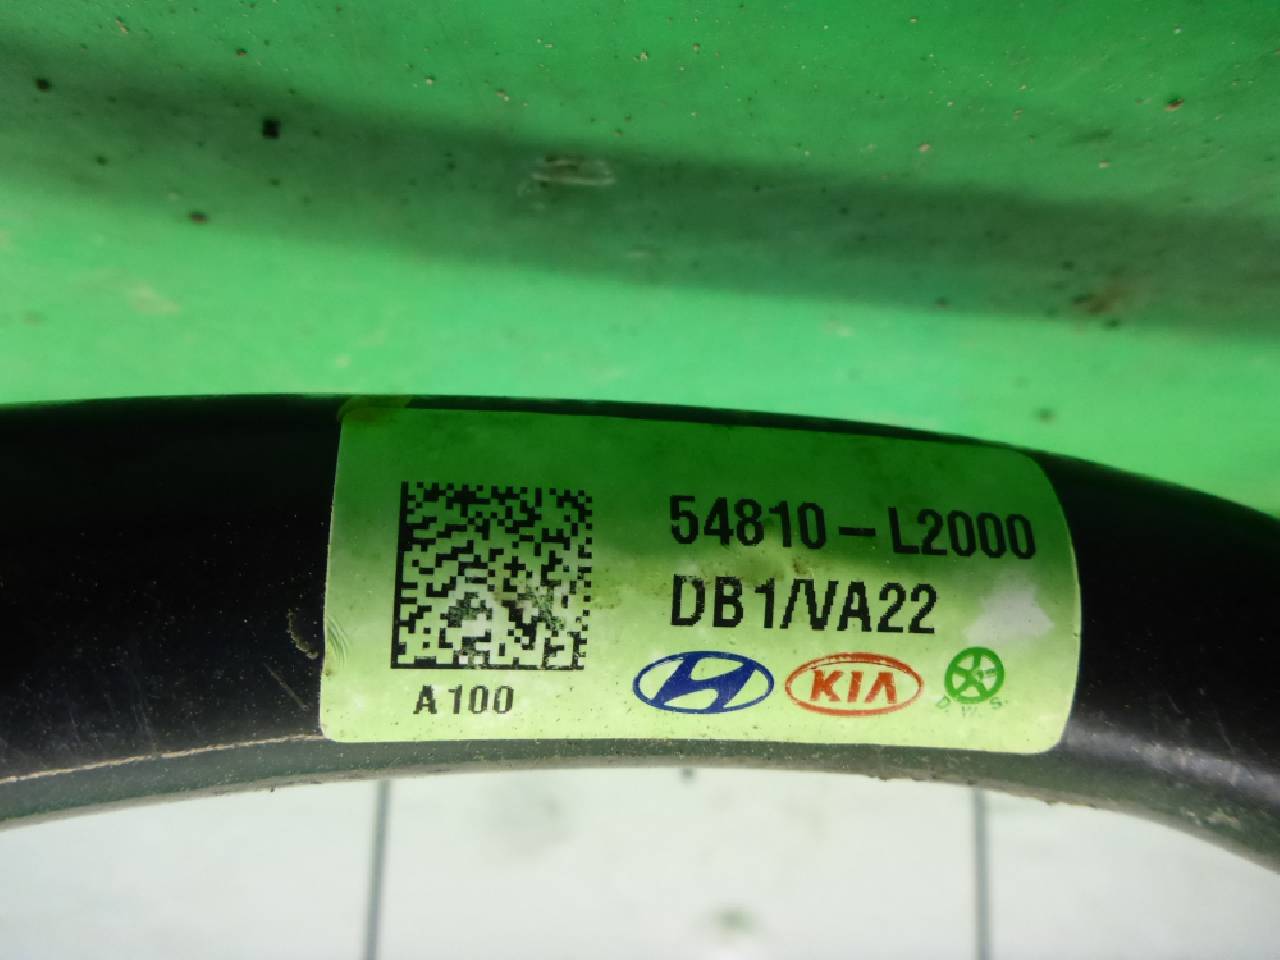 54810-L2000
DB1/VA22
KIA
D.W.S.
A100